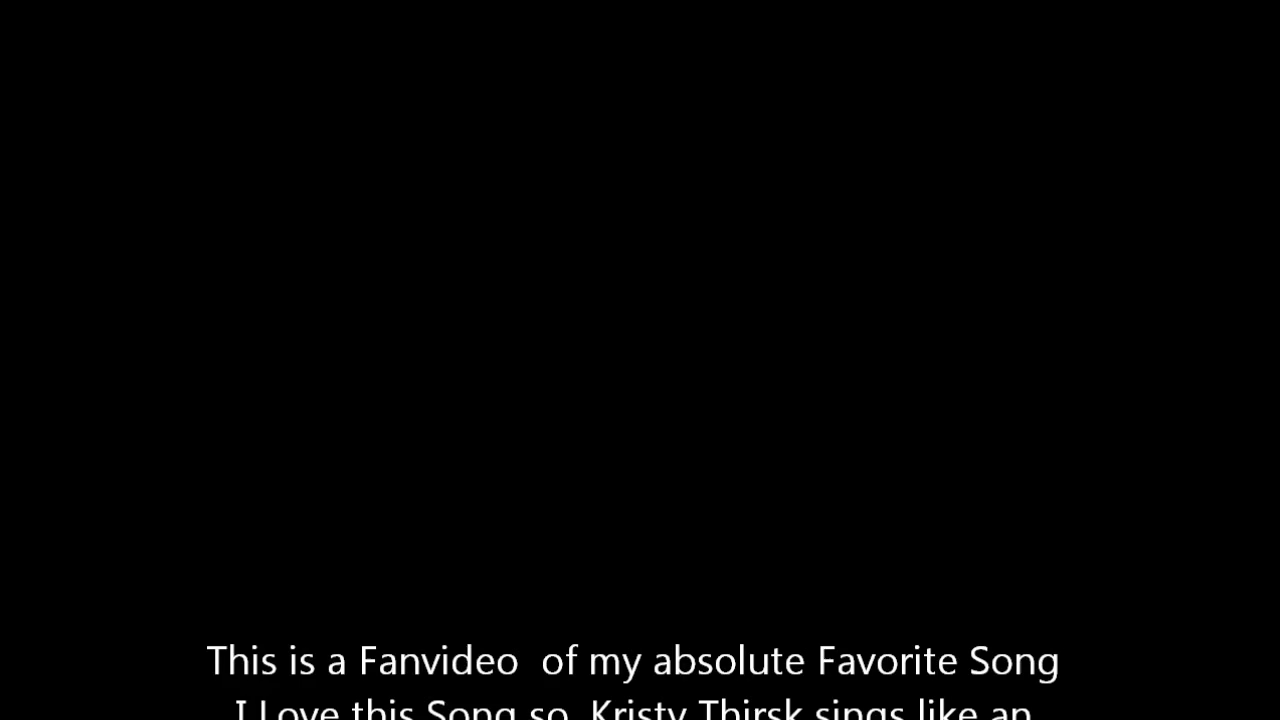 This is a Fanvideo  of my absolute Favorite Song
I Love this Song so  Kristy Thirsk sings like an